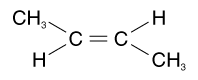 CH₃ H
C = C
H CH₃